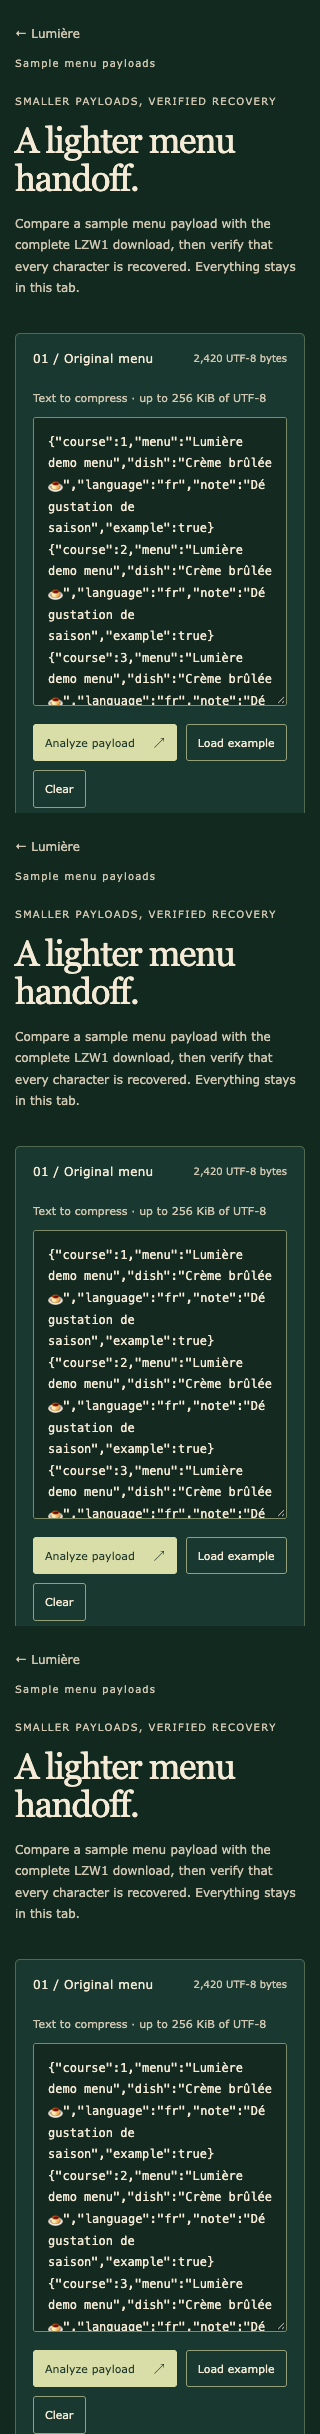 ← Lumière
Sample menu payloads
SMALLER PAYLOADS, VERIFIED RECOVERY
A lighter menu
handoff.
Compare a sample menu payload with the
complete LZW1 download, then verify that
every character is recovered. Everything stays
in this tab.
01 / Original menu 2,420 UTF-8 bytes
Text to compress · up to 256 KiB of UTF-8
{"course":1,"menu":"Lumière
demo menu","dish":"Crème brûlée
🍮","language":"fr","note":"Dé
gustation de
saison","example":true}
{"course":2,"menu":"Lumière
demo menu","dish":"Crème brûlée
🍮","language":"fr","note":"Dé
gustation de
saison","example":true}
{"course":3,"menu":"Lumière
demo menu","dish":"Crème brûlée
🍮","language":"fr","note":"Dé
Analyze payload ↗ Load example
Clear
← Lumière
Sample menu payloads
SMALLER PAYLOADS, VERIFIED RECOVERY
A lighter menu
handoff.
Compare a sample menu payload with the
complete LZW1 download, then verify that
every character is recovered. Everything stays
in this tab.
01 / Original menu 2,420 UTF-8 bytes
Text to compress · up to 256 KiB of UTF-8
{"course":1,"menu":"Lumière
demo menu","dish":"Crème brûlée
🍮","language":"fr","note":"Dé
gustation de
saison","example":true}
{"course":2,"menu":"Lumière
demo menu","dish":"Crème brûlée
🍮","language":"fr","note":"Dé
gustation de
saison","example":true}
{"course":3,"menu":"Lumière
demo menu","dish":"Crème brûlée
🍮","language":"fr","note":"Dé
Analyze payload ↗ Load example
Clear
← Lumière
Sample menu payloads
SMALLER PAYLOADS, VERIFIED RECOVERY
A lighter menu
handoff.
Compare a sample menu payload with the
complete LZW1 download, then verify that
every character is recovered. Everything stays
in this tab.
01 / Original menu 2,420 UTF-8 bytes
Text to compress · up to 256 KiB of UTF-8
{"course":1,"menu":"Lumière
demo menu","dish":"Crème brûlée
🍮","language":"fr","note":"Dé
gustation de
saison","example":true}
{"course":2,"menu":"Lumière
demo menu","dish":"Crème brûlée
🍮","language":"fr","note":"Dé
gustation de
saison","example":true}
{"course":3,"menu":"Lumière
demo menu","dish":"Crème brûlée
🍮","language":"fr","note":"Dé
Analyze payload ↗ Load example
Clear